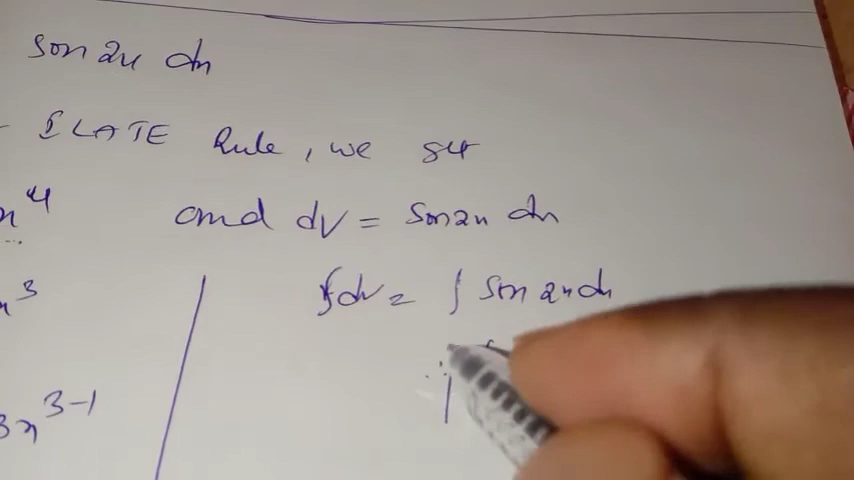 sin 2x dx
ILATE Rule, we get
x^4 and dv = sin 2x dx
x^3 ∫dv = ∫ sin 2x dx
3x^{3-1}